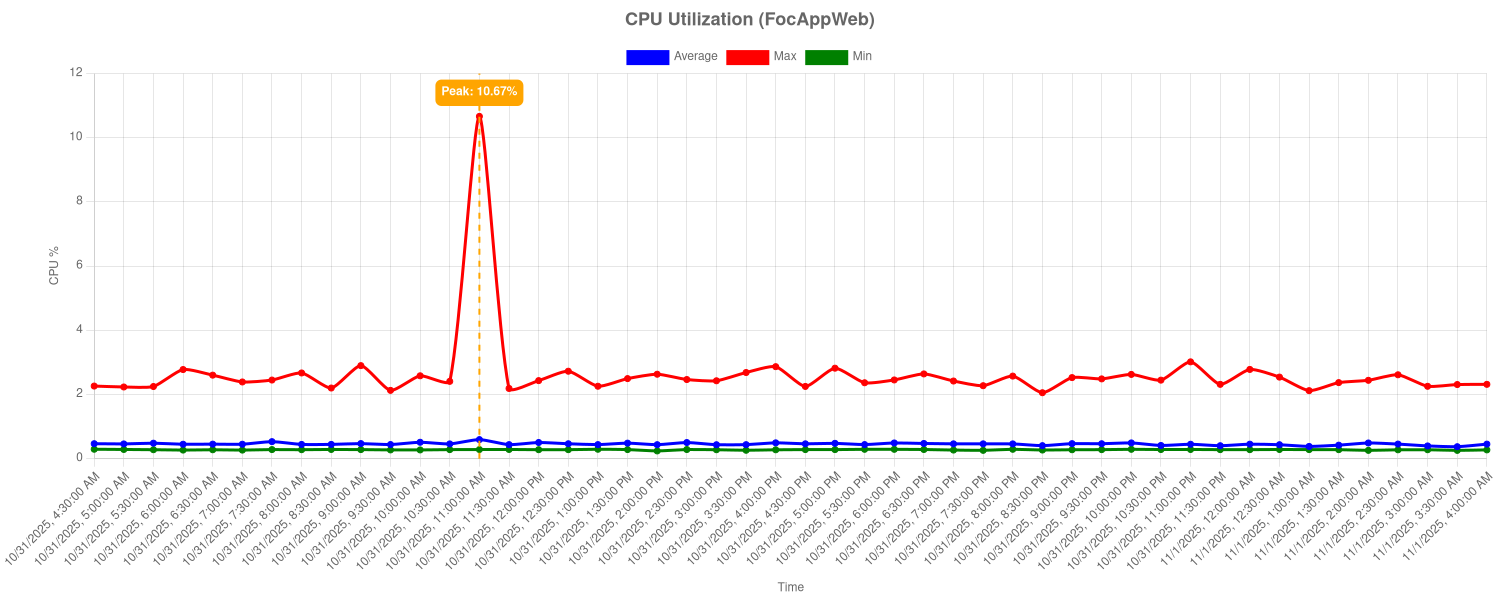 CPU Utilization (FocAppWeb)
Average Max Min
Peak: 10.67%
CPU %
12
10
8
6
4
2
0
10/31/2025, 4:30:00 AM
10/31/2025, 5:00:00 AM
10/31/2025, 5:30:00 AM
10/31/2025, 6:00:00 AM
10/31/2025, 6:30:00 AM
10/31/2025, 7:00:00 AM
10/31/2025, 7:30:00 AM
10/31/2025, 8:00:00 AM
10/31/2025, 8:30:00 AM
10/31/2025, 9:00:00 AM
10/31/2025, 9:30:00 AM
10/31/2025, 10:00:00 AM
10/31/2025, 10:30:00 AM
10/31/2025, 11:00:00 AM
10/31/2025, 11:30:00 AM
10/31/2025, 12:00:00 PM
10/31/2025, 12:30:00 PM
10/31/2025, 1:00:00 PM
10/31/2025, 1:30:00 PM
10/31/2025, 2:00:00 PM
10/31/2025, 2:30:00 PM
10/31/2025, 3:00:00 PM
10/31/2025, 3:30:00 PM
10/31/2025, 4:00:00 PM
10/31/2025, 4:30:00 PM
10/31/2025, 5:00:00 PM
10/31/2025, 5:30:00 PM
10/31/2025, 6:00:00 PM
10/31/2025, 6:30:00 PM
10/31/2025, 7:00:00 PM
10/31/2025, 7:30:00 PM
10/31/2025, 8:00:00 PM
10/31/2025, 8:30:00 PM
10/31/2025, 9:00:00 PM
10/31/2025, 9:30:00 PM
10/31/2025, 10:00:00 PM
10/31/2025, 10:30:00 PM
10/31/2025, 11:00:00 PM
10/31/2025, 11:30:00 PM
11/1/2025, 12:00:00 AM
11/1/2025, 12:30:00 AM
11/1/2025, 1:00:00 AM
11/1/2025, 1:30:00 AM
11/1/2025, 2:00:00 AM
11/1/2025, 2:30:00 AM
11/1/2025, 3:00:00 AM
11/1/2025, 3:30:00 AM
11/1/2025, 4:00:00 AM
Time